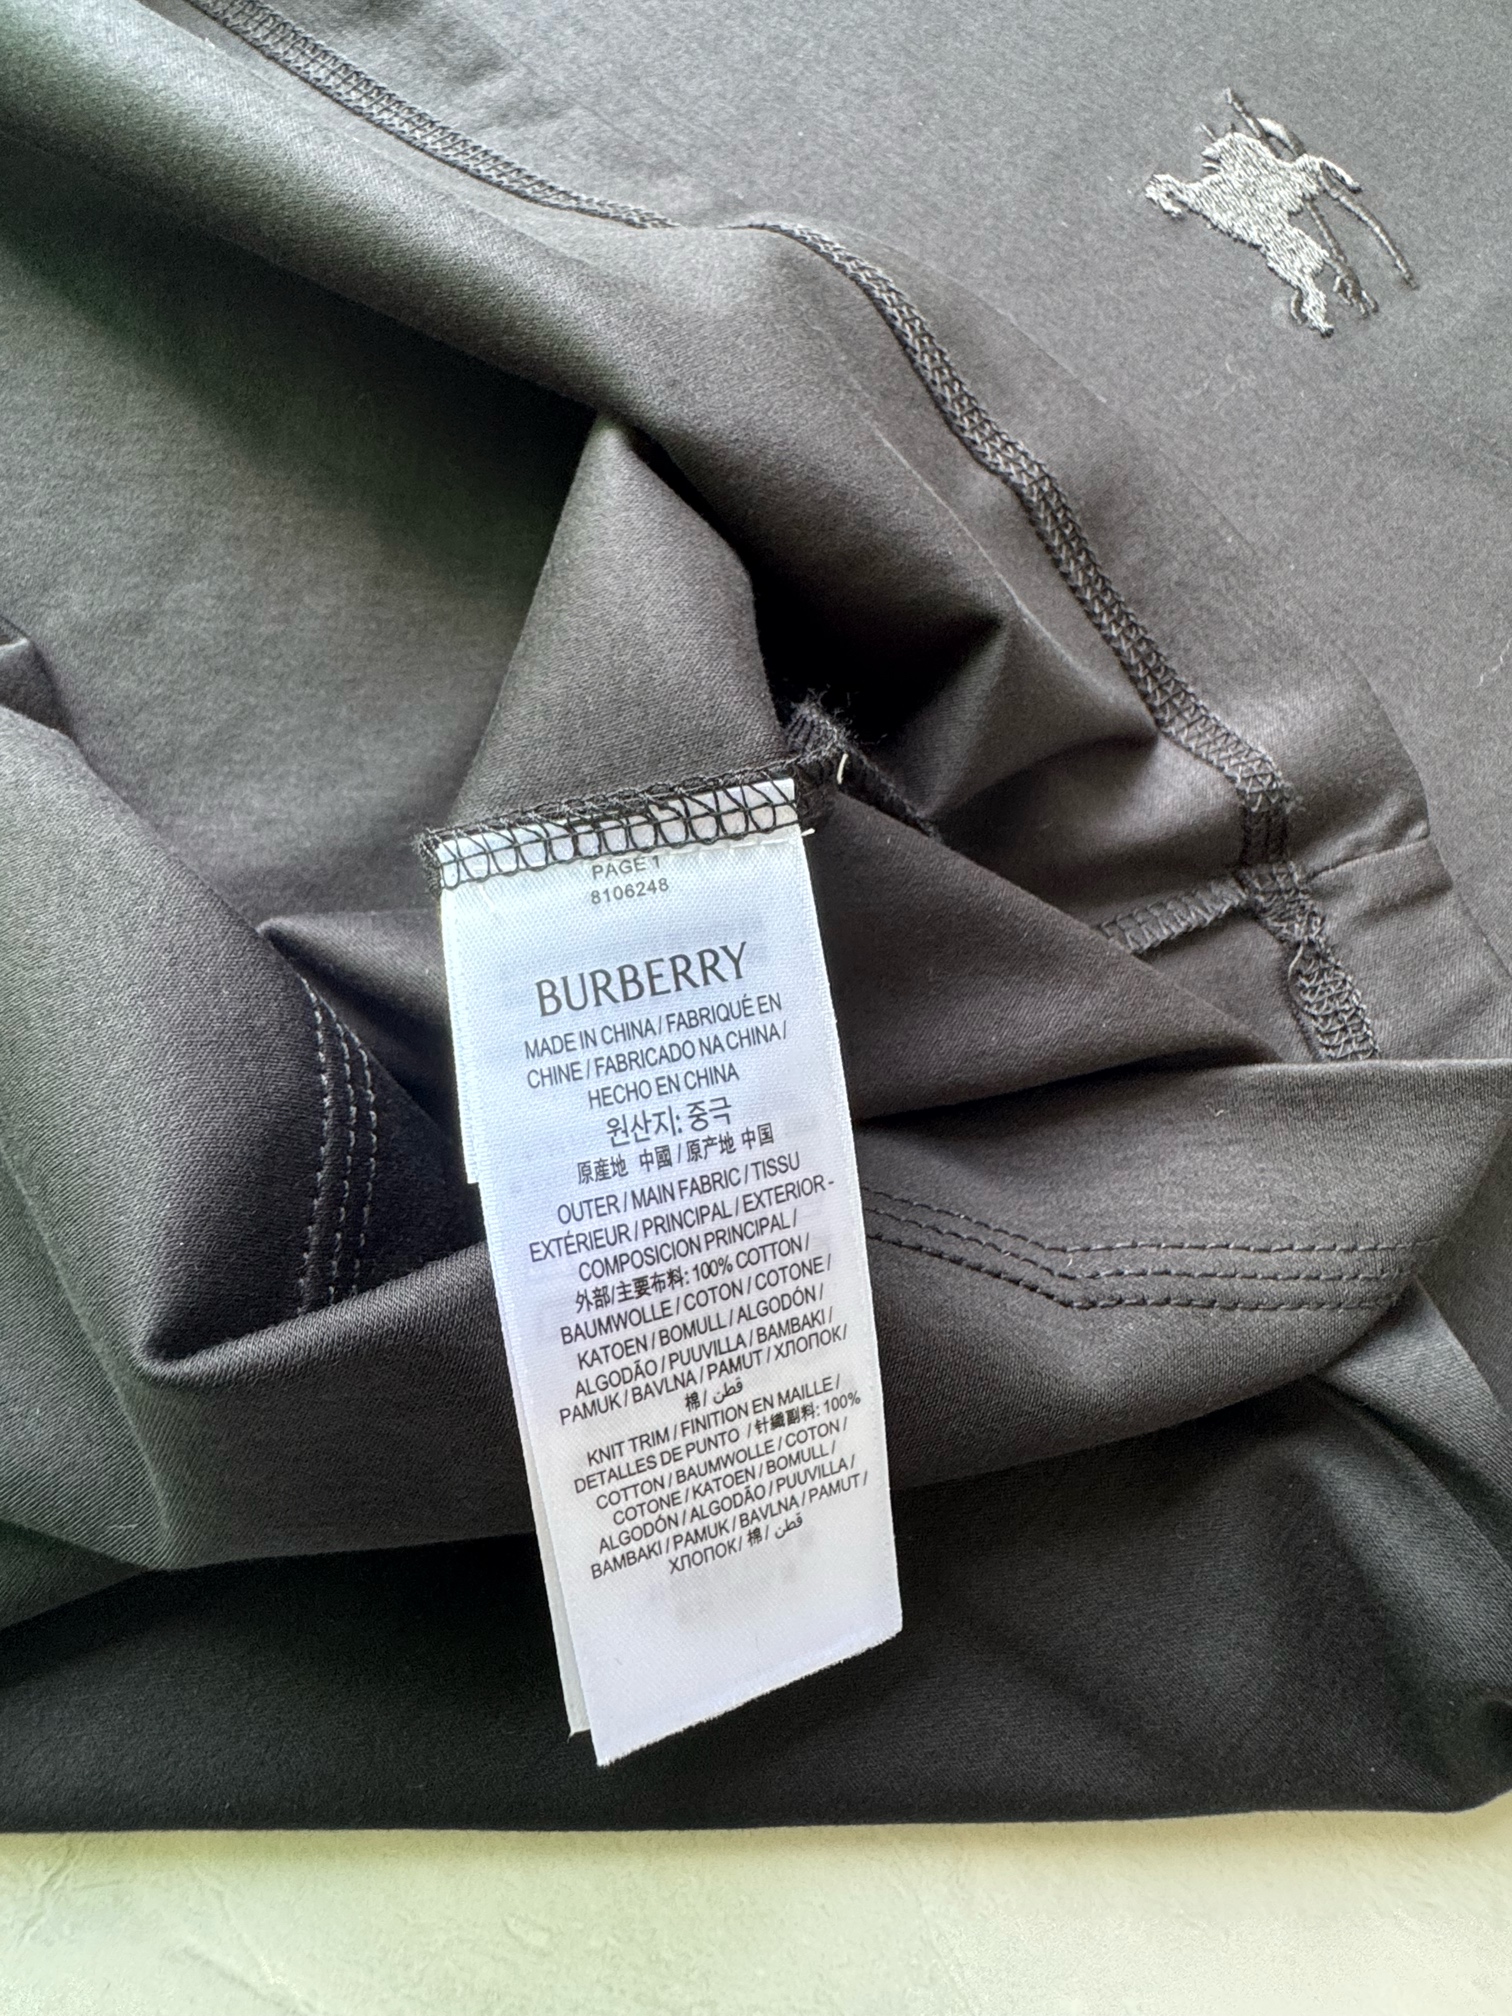 PAGE 1
8106248
BURBERRY
MADE IN CHINA / FABRIQUÉ EN
CHINE / FABRICADO NA CHINA /
HECHO EN CHINA
원산지: 중국
原産地 中國 / 原产地 中国
OUTER / MAIN FABRIC / TISSU
EXTÉRIEUR / PRINCIPAL / EXTERIOR -
COMPOSICION PRINCIPAL /
外部/主要布料: 100% COTTON /
BAUMWOLLE / COTON / COTONE /
KATOEN / BOMULL / ALGODÓN /
ALGODÃO / PUUVILLA / BAMBAKI /
PAMUK / BAVLNA / PAMUT / ХЛОПОК/
棉/ قطن
KNIT TRIM / FINITION EN MAILLE /
DETALLES DE PUNTO / 針織副料: 100%
COTTON / BAUMWOLLE / COTON /
COTONE / KATOEN / BOMULL /
ALGODÓN / ALGODÃO / PUUVILLA /
BAMBAKI / PAMUK / BAVLNA / PAMUT /
ХЛОПОК/ 棉/ قطن